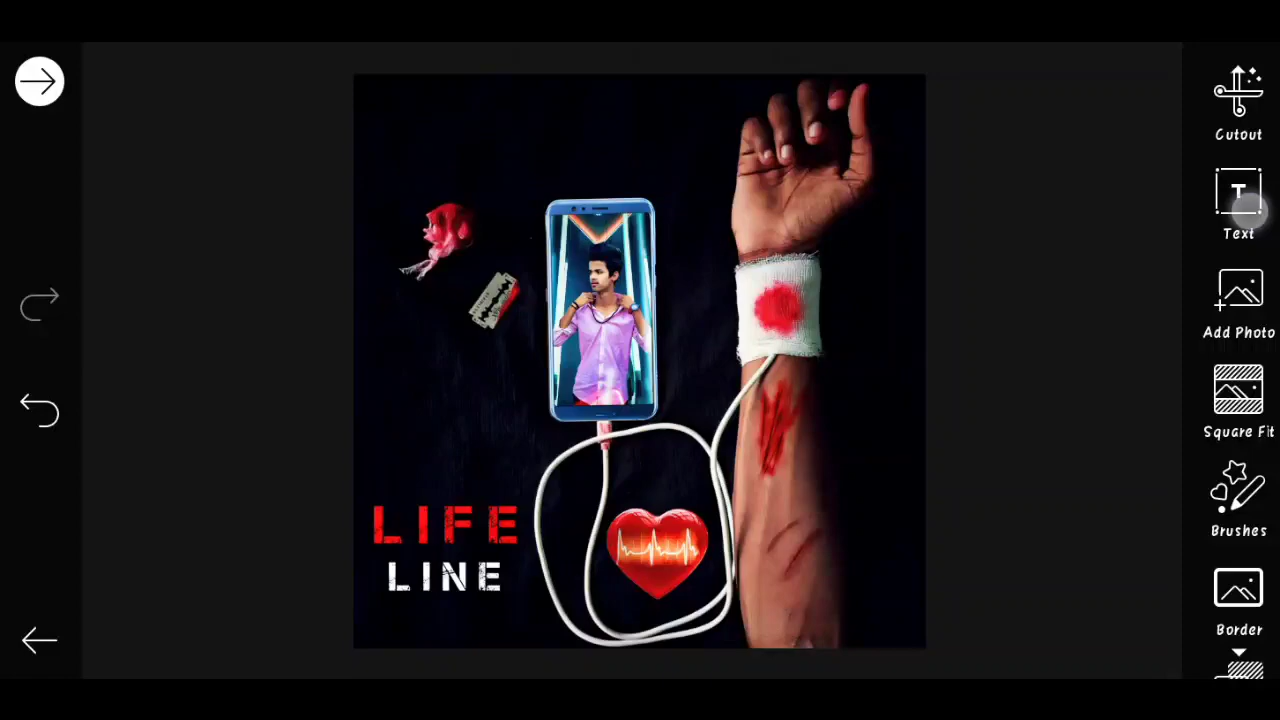 Cutout
Text
Add Photo
Square Fit
Brushes
Border
LIFE
LINE